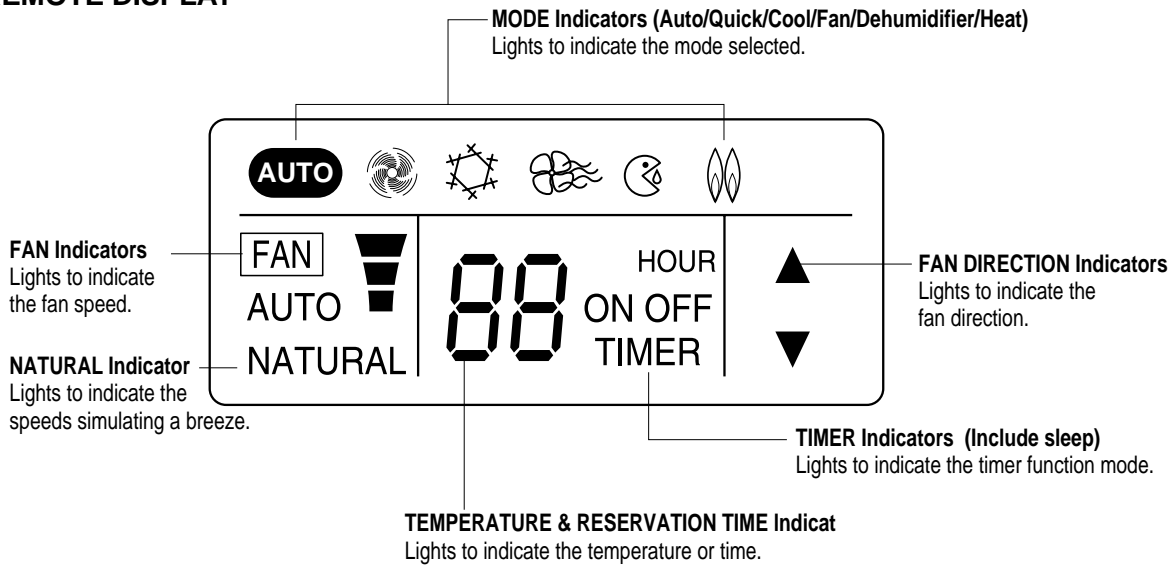 MODE Indicators (Auto/Quick/Cool/Fan/Dehumidifier/Heat)
Lights to indicate the mode selected.
AUTO
FAN Indicators
Lights to indicate
the fan speed.
NATURAL Indicator
Lights to indicate the
speeds simulating a breeze.
FAN
AUTO
NATURAL
88
HOUR
ON OFF
TIMER
FAN DIRECTION Indicators
Lights to indicate the
fan direction.
TIMER Indicators (Include sleep)
Lights to indicate the timer function mode.
TEMPERATURE & RESERVATION TIME Indicat
Lights to indicate the temperature or time.